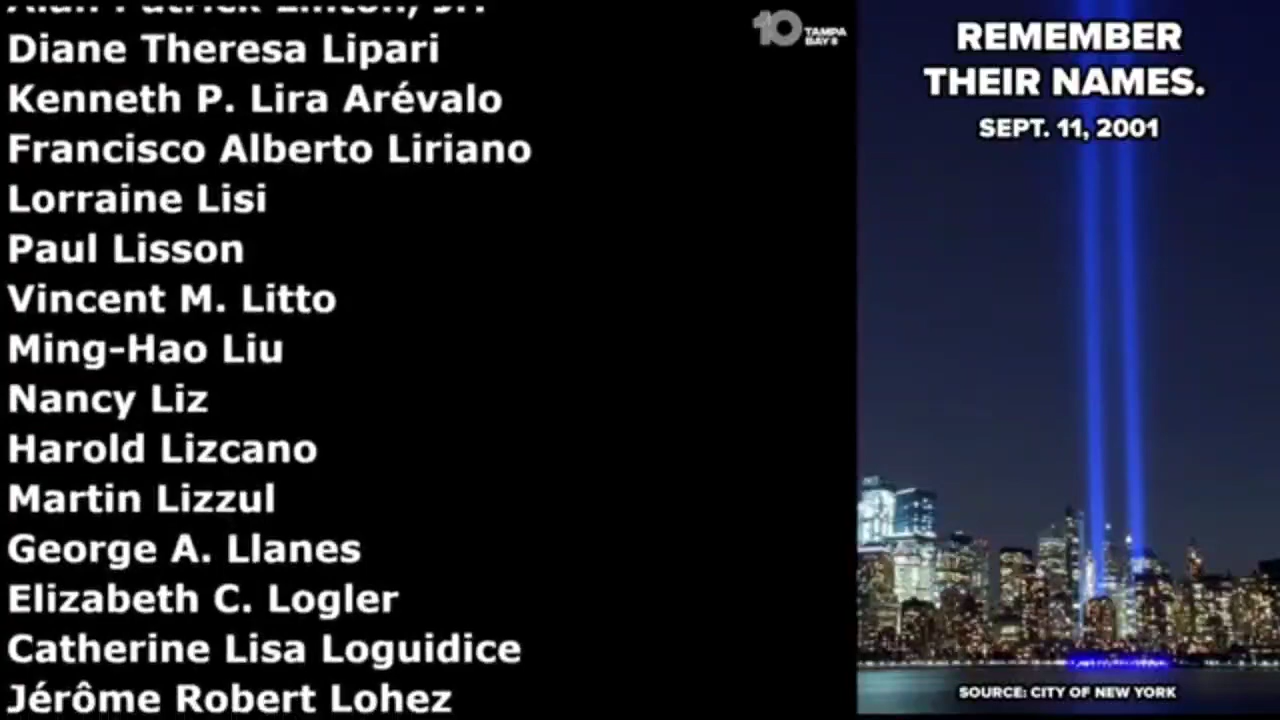 Diane Theresa Lipari
Kenneth P. Lira Arévalo
Francisco Alberto Liriano
Lorraine Lisi
Paul Lisson
Vincent M. Litto
Ming-Hao Liu
Nancy Liz
Harold Lizcano
Martin Lizzul
George A. Llanes
Elizabeth C. Logler
Catherine Lisa Loguidice
Jérôme Robert Lohez
10 TAMPA
BAY
REMEMBER
THEIR NAMES.
SEPT. 11, 2001
SOURCE: CITY OF NEW YORK